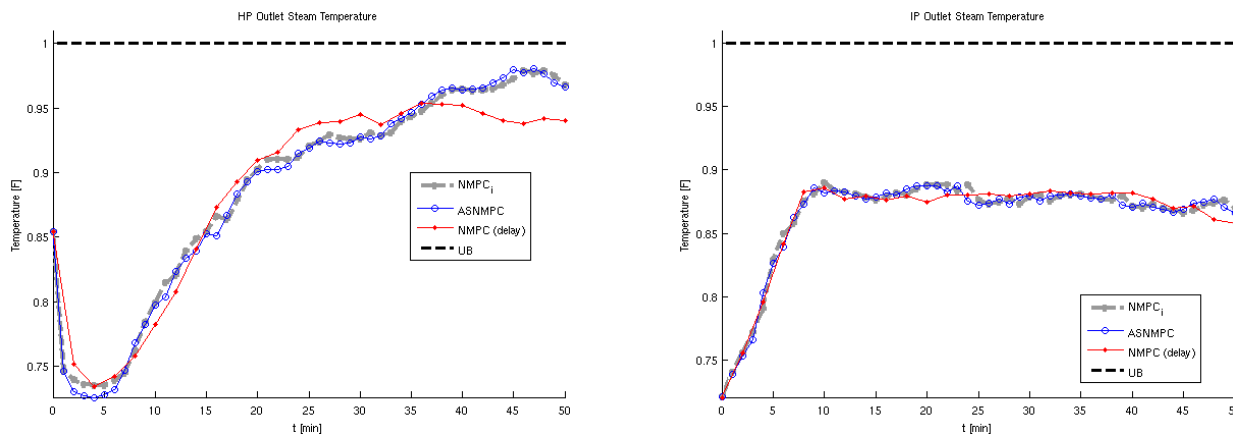 HP Outlet Steam Temperature
1
0.95
0.9
0.85
0.8
0.75
Temperature [F]
NMPCi
ASNMPC
NMPC (delay)
UB
0 5 10 15 20 25 30 35 40 45 50
t [min]
IP Outlet Steam Temperature
1
0.95
0.9
0.85
0.8
0.75
Temperature [F]
NMPCi
ASNMPC
NMPC (delay)
UB
0 5 10 15 20 25 30 35 40 45 50
t [min]